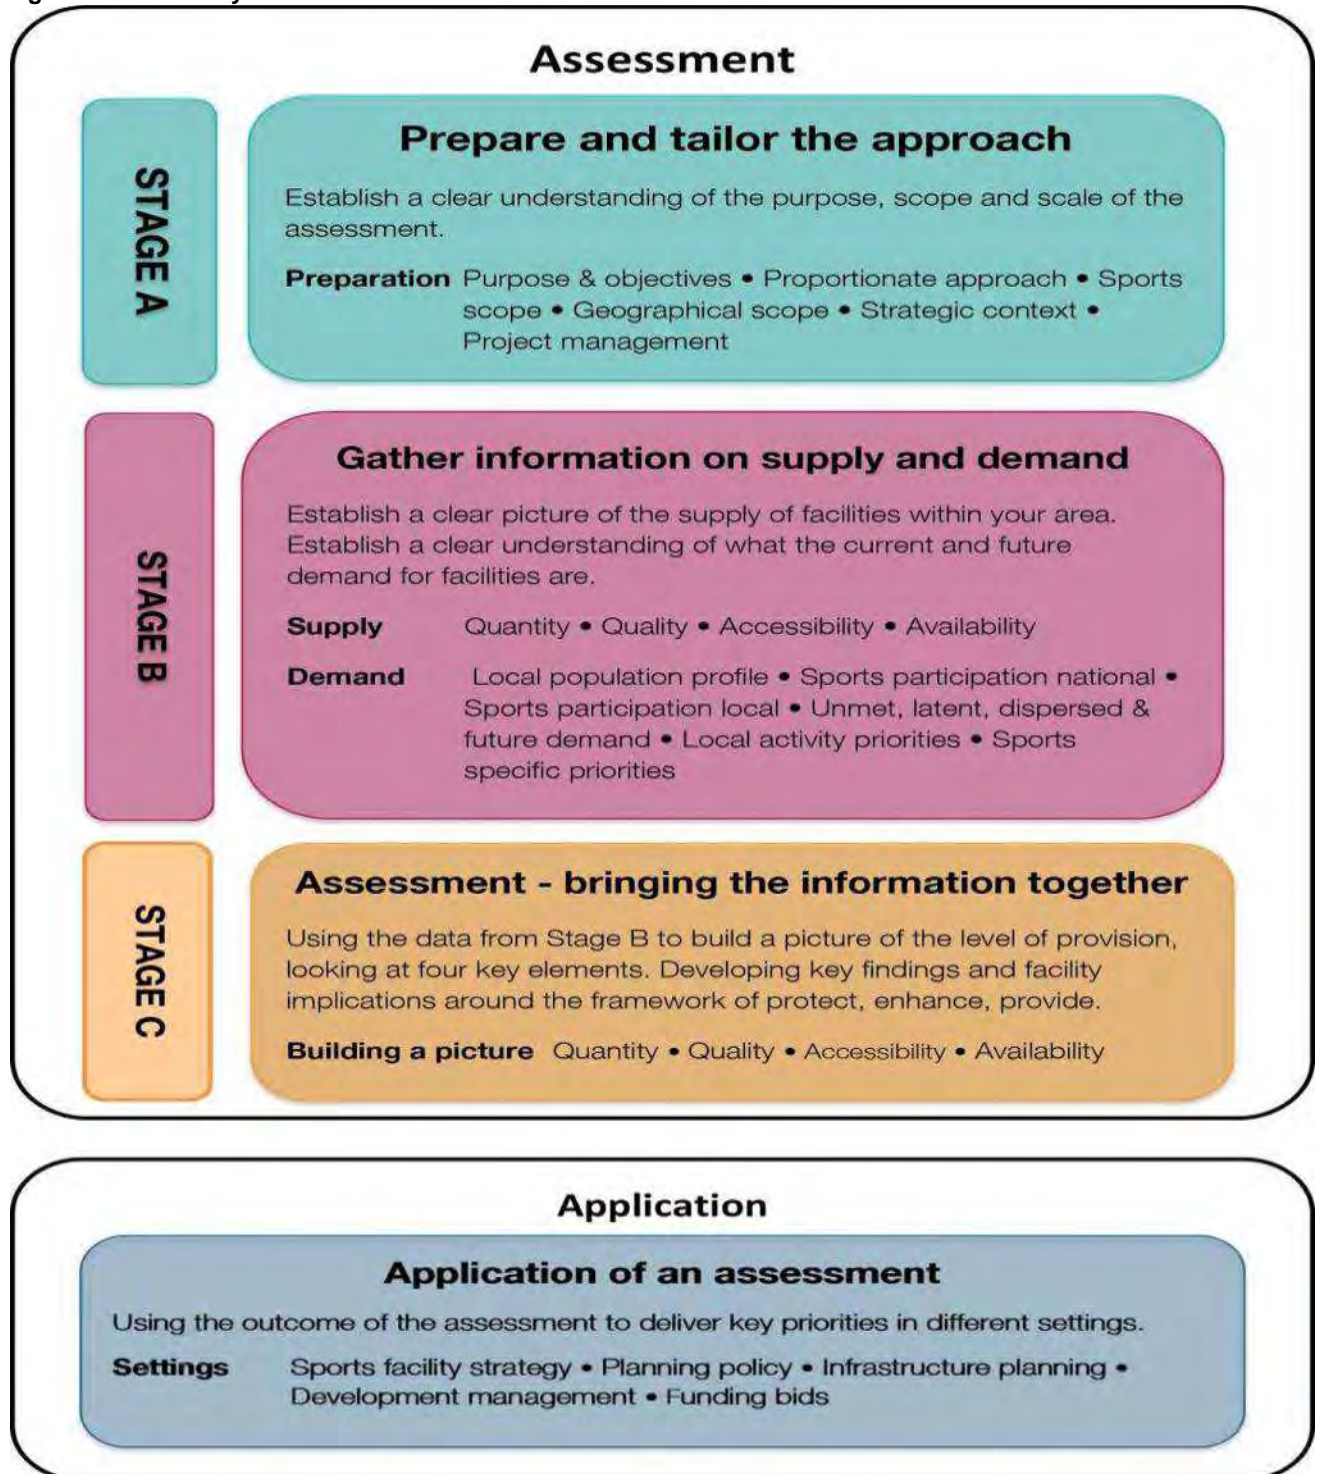 Assessment
STAGE A
Prepare and tailor the approach
Establish a clear understanding of the purpose, scope and scale of the
assessment.
Preparation Purpose & objectives • Proportionate approach • Sports
scope • Geographical scope • Strategic context •
Project management
STAGE B
Gather information on supply and demand
Establish a clear picture of the supply of facilities within your area.
Establish a clear understanding of what the current and future
demand for facilities are.
Supply Quantity • Quality • Accessibility • Availability
Demand Local population profile • Sports participation national •
Sports participation local • Unmet, latent, dispersed &
future demand • Local activity priorities • Sports
specific priorities
STAGE C
Assessment - bringing the information together
Using the data from Stage B to build a picture of the level of provision,
looking at four key elements. Developing key findings and facility
implications around the framework of protect, enhance, provide.
Building a picture Quantity • Quality • Accessibility • Availability
Application
Application of an assessment
Using the outcome of the assessment to deliver key priorities in different settings.
Settings Sports facility strategy • Planning policy • Infrastructure planning •
Development management • Funding bids